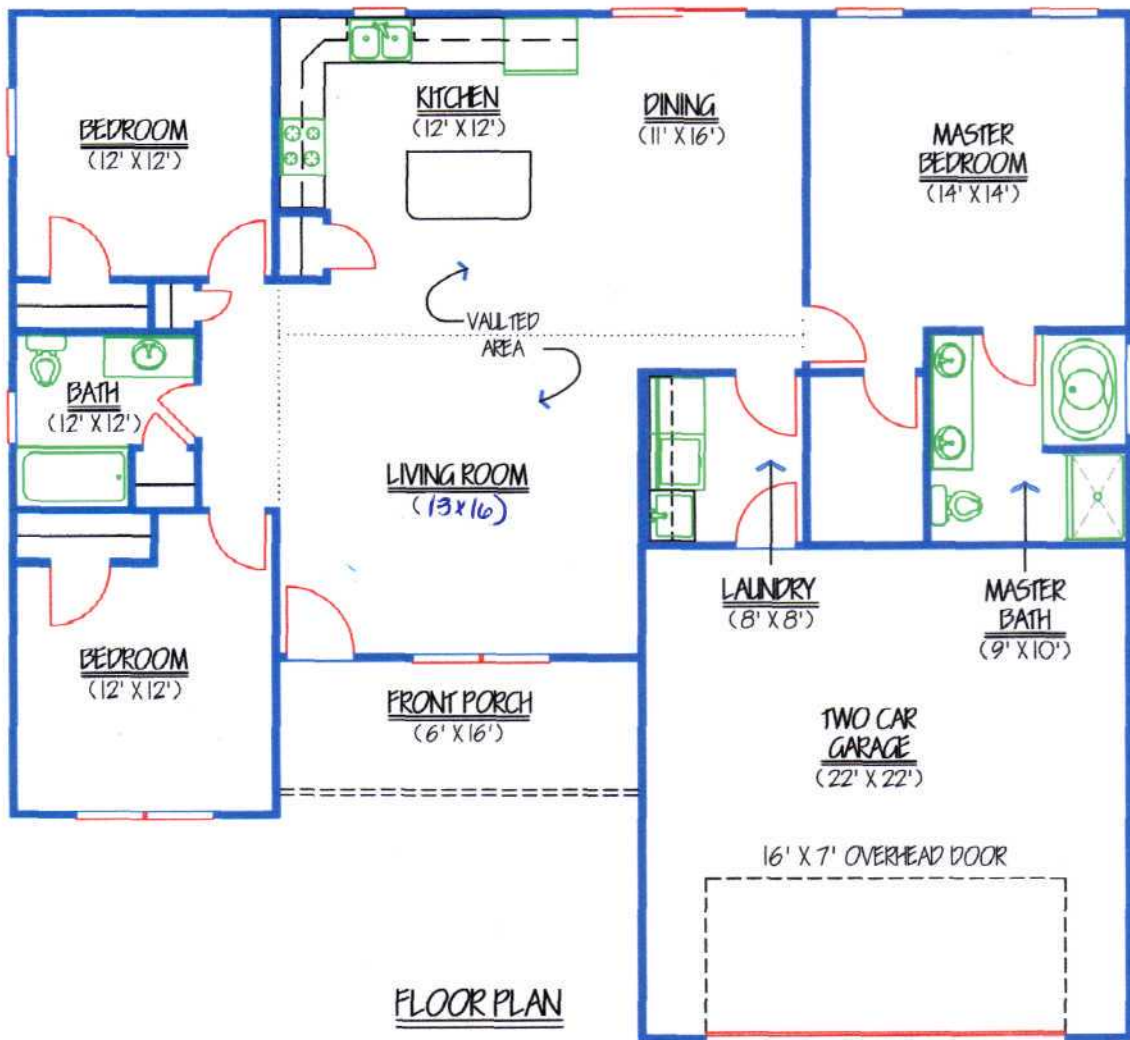 BEDROOM
(12' X 12')
KITCHEN
(12' X 12')
DINING
(11' X 16')
MASTER
BEDROOM
(14' X 14')
VAULTED
AREA
BATH
(12' X 12')
LIVING ROOM
(13 X 16)
LAUNDRY
(8' X 8')
MASTER
BATH
(9' X 10')
BEDROOM
(12' X 12')
FRONT PORCH
(6' X 16')
TWO CAR
GARAGE
(22' X 22')
16' X 7' OVERHEAD DOOR
FLOOR PLAN